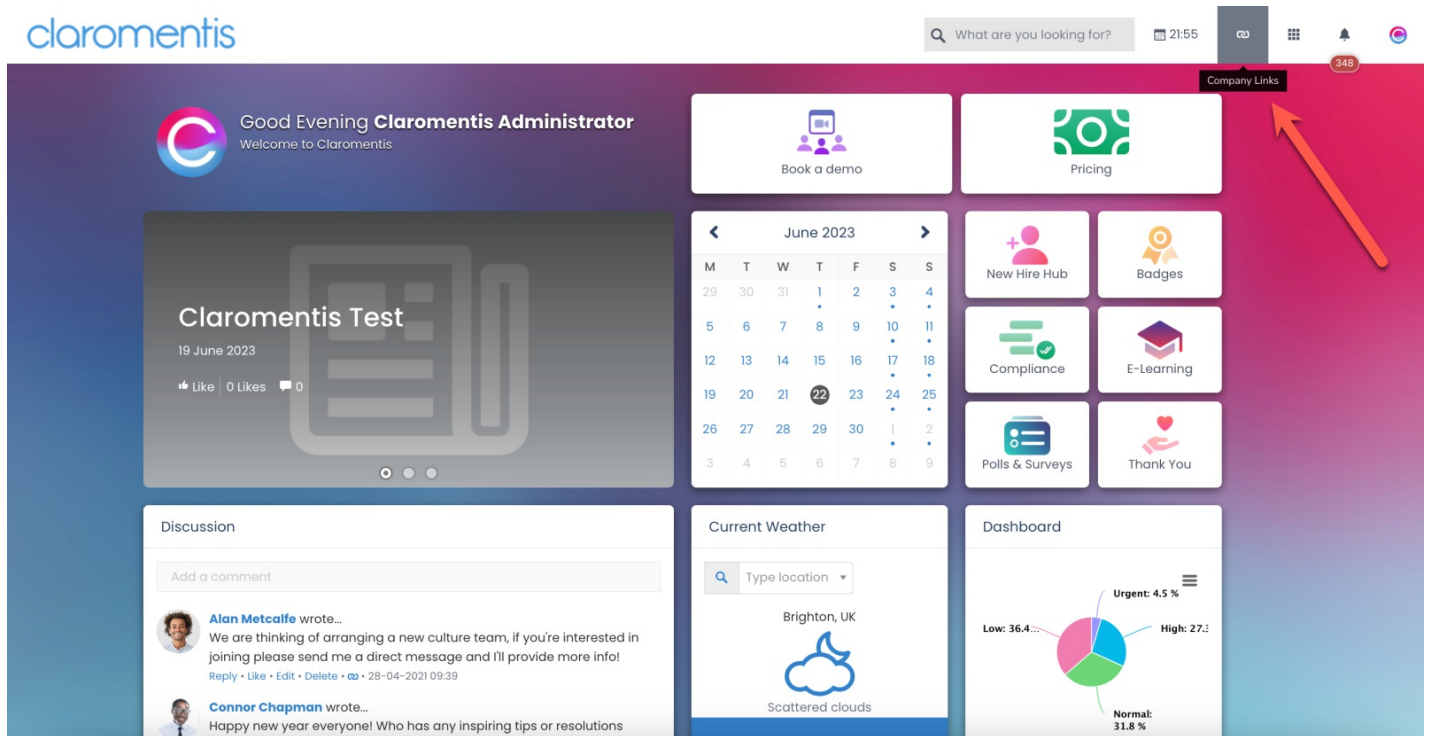 claromentis
What are you looking for?
21:55
348
Company Links
Good Evening Claromentis Administrator
Welcome to Claromentis
Book a demo
Pricing
Claromentis Test
19 June 2023
Like 0 Likes 0
June 2023
M T W T F S S
29 30 31 1 2 3 4
5 6 7 8 9 10 11
12 13 14 15 16 17 18
19 20 21 22 23 24 25
26 27 28 29 30 1 2
3 4 5 6 7 8 9
New Hire Hub
Badges
Compliance
E-Learning
Polls & Surveys
Thank You
Discussion
Add a comment
Alan Metcalfe wrote...
We are thinking of arranging a new culture team, if you're interested in
joining please send me a direct message and I'll provide more info!
Reply • Like • Edit • Delete • • 28-04-2021 09:39
Connor Chapman wrote...
Happy new year everyone! Who has any inspiring tips or resolutions
Current Weather
Type location
Brighton, UK
Scattered clouds
Dashboard
Urgent: 4.5 %
Low: 36.4...
High: 27.
Normal:
31.8 %